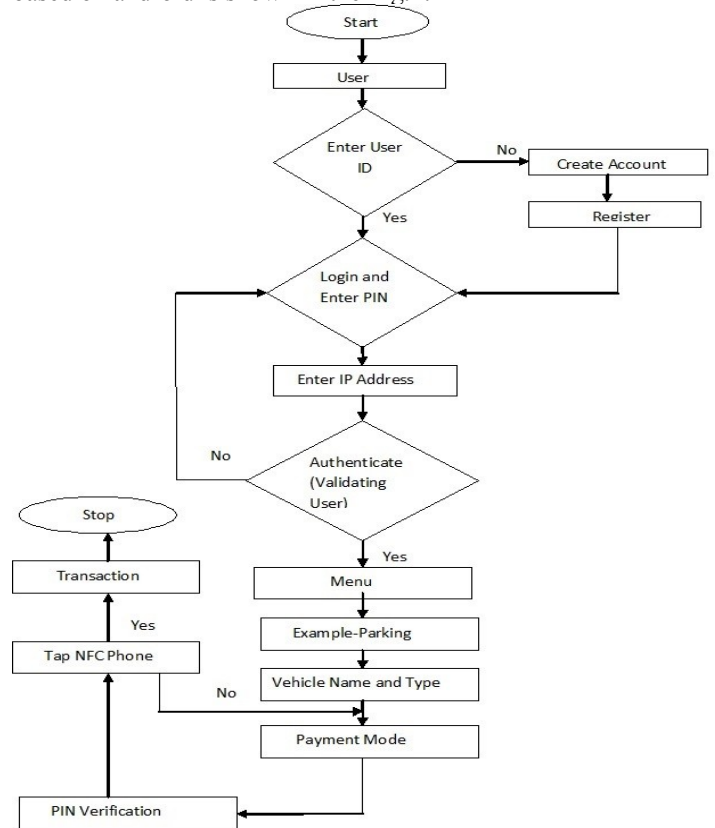 Start
User
Enter User
ID
No
Create Account
Yes
Register
Login and
Enter PIN
Enter IP Address
No
Authenticate
(Validating
User)
Stop
Yes
Transaction
Menu
Yes
Example-Parking
Tap NFC Phone
Vehicle Name and Type
No
Payment Mode
PIN Verification